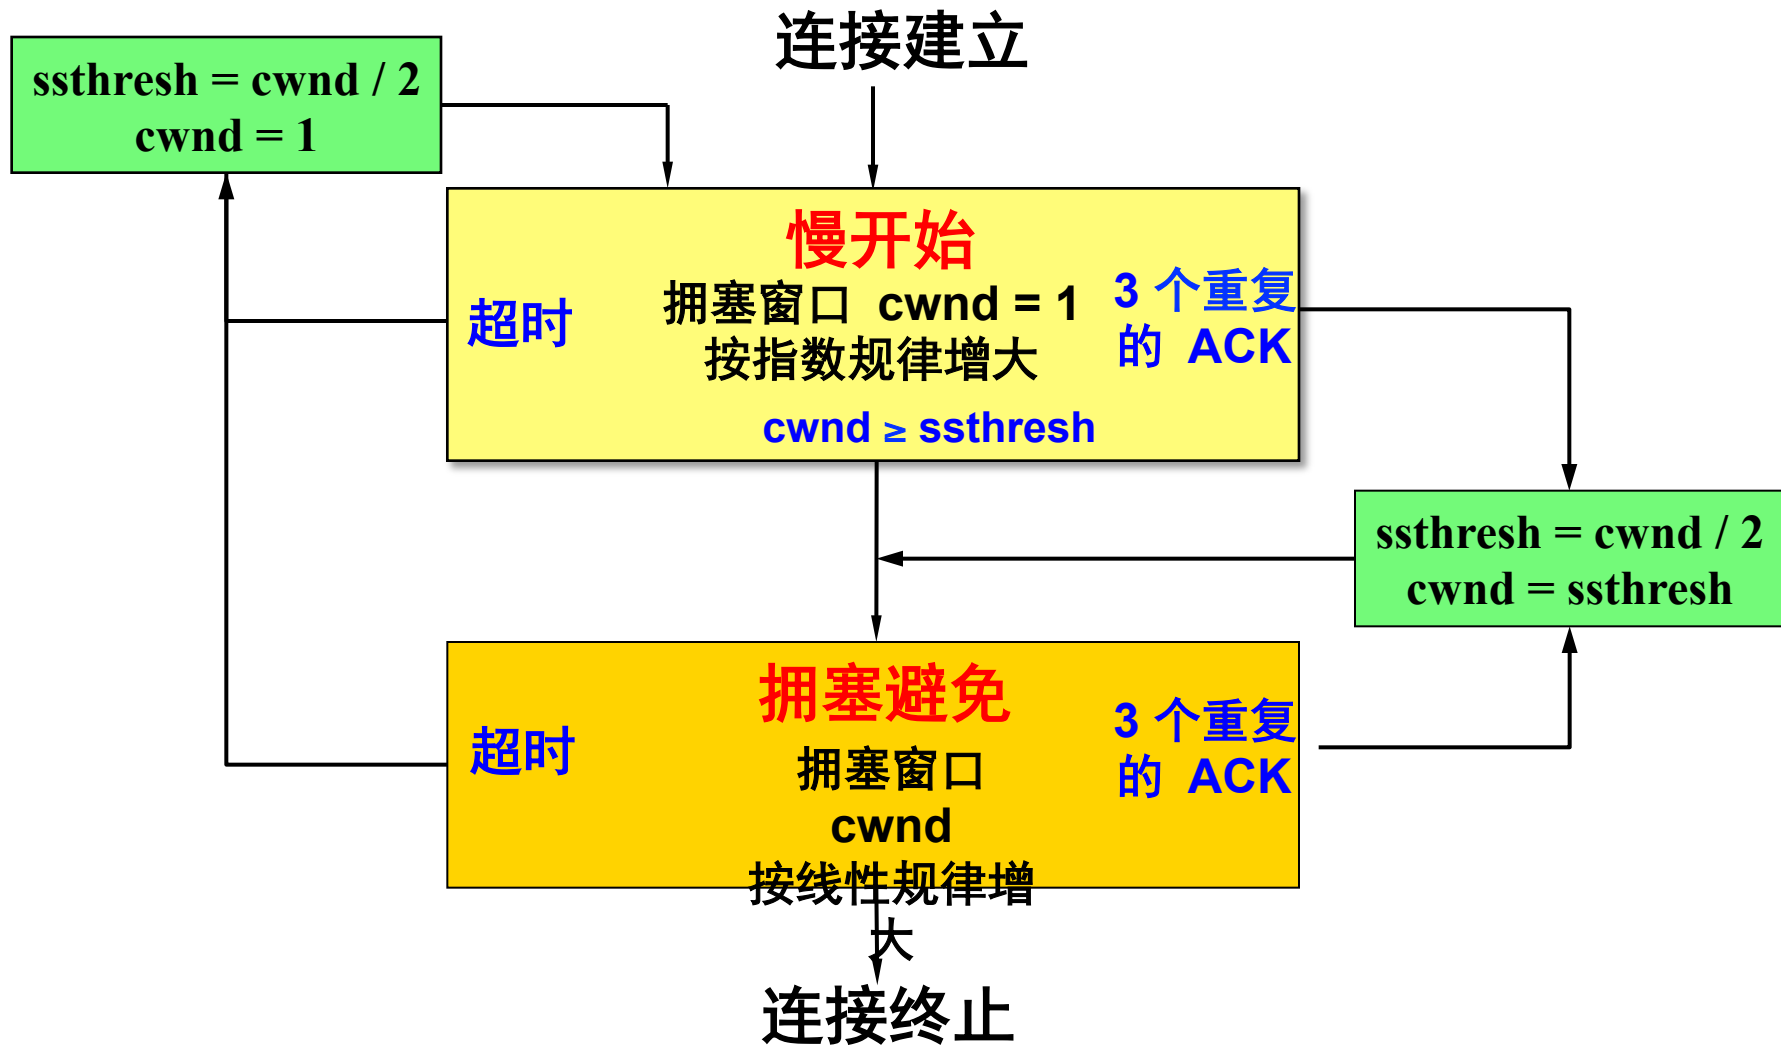 连接建立
ssthresh = cwnd / 2
cwnd = 1
慢开始
超时
拥塞窗口 cwnd = 1
按指数规律增大
3 个重复
的 ACK
cwnd ≥ ssthresh
ssthresh = cwnd / 2
cwnd = ssthresh
拥塞避免
超时
拥塞窗口
cwnd
按线性规律增
大
3 个重复
的 ACK
连接终止